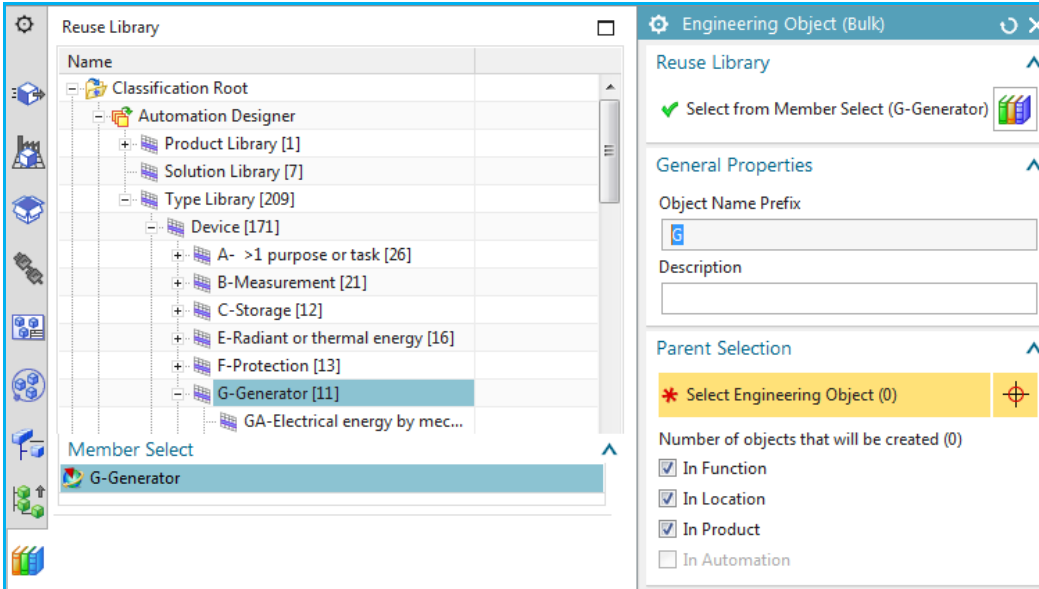 Reuse Library
Name
Classification Root
Automation Designer
Product Library [1]
Solution Library [7]
Type Library [209]
Device [171]
A- >1 purpose or task [26]
B-Measurement [21]
C-Storage [12]
E-Radiant or thermal energy [16]
F-Protection [13]
G-Generator [11]
GA-Electrical energy by mec...
Member Select
G-Generator
Engineering Object (Bulk)
Reuse Library
Select from Member Select (G-Generator)
General Properties
Object Name Prefix
G
Description
Parent Selection
* Select Engineering Object (0)
Number of objects that will be created (0)
In Function
In Location
In Product
In Automation